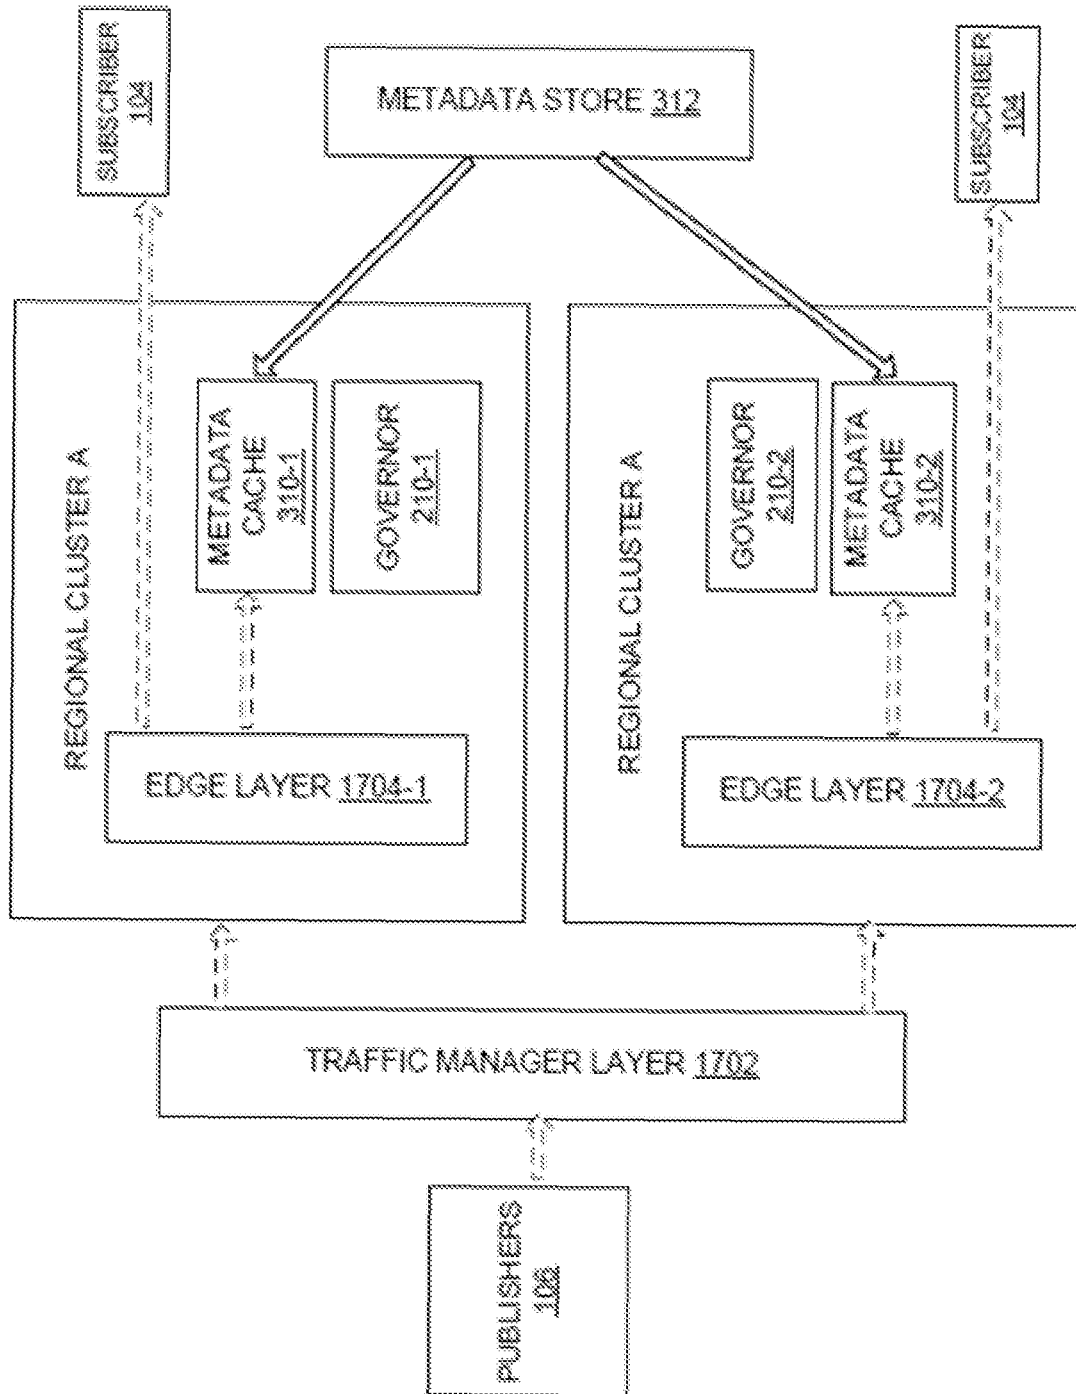 SUBSCRIBER
104
METADATA STORE 312
SUBSCRIBER
104
REGIONAL CLUSTER A
METADATA
CACHE
310-1
GOVERNOR
210-1
EDGE LAYER 1704-1
REGIONAL CLUSTER A
GOVERNOR
210-2
METADATA
CACHE
310-2
EDGE LAYER 1704-2
TRAFFIC MANAGER LAYER 1702
PUBLISHERS